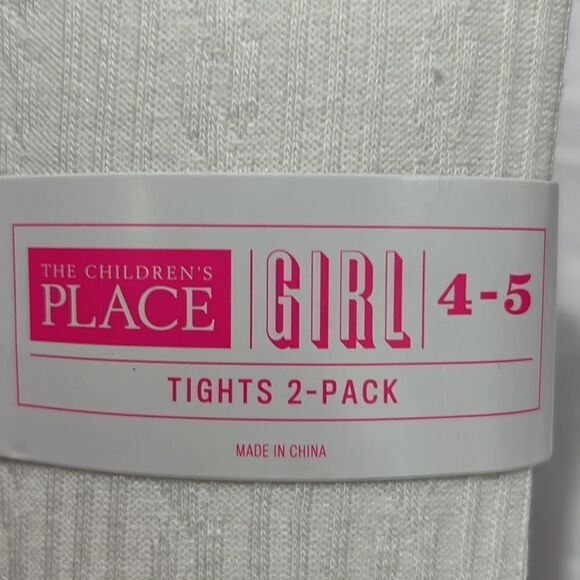 THE CHILDREN'S
PLACE
GIRL
4-5
TIGHTS 2-PACK
MADE IN CHINA